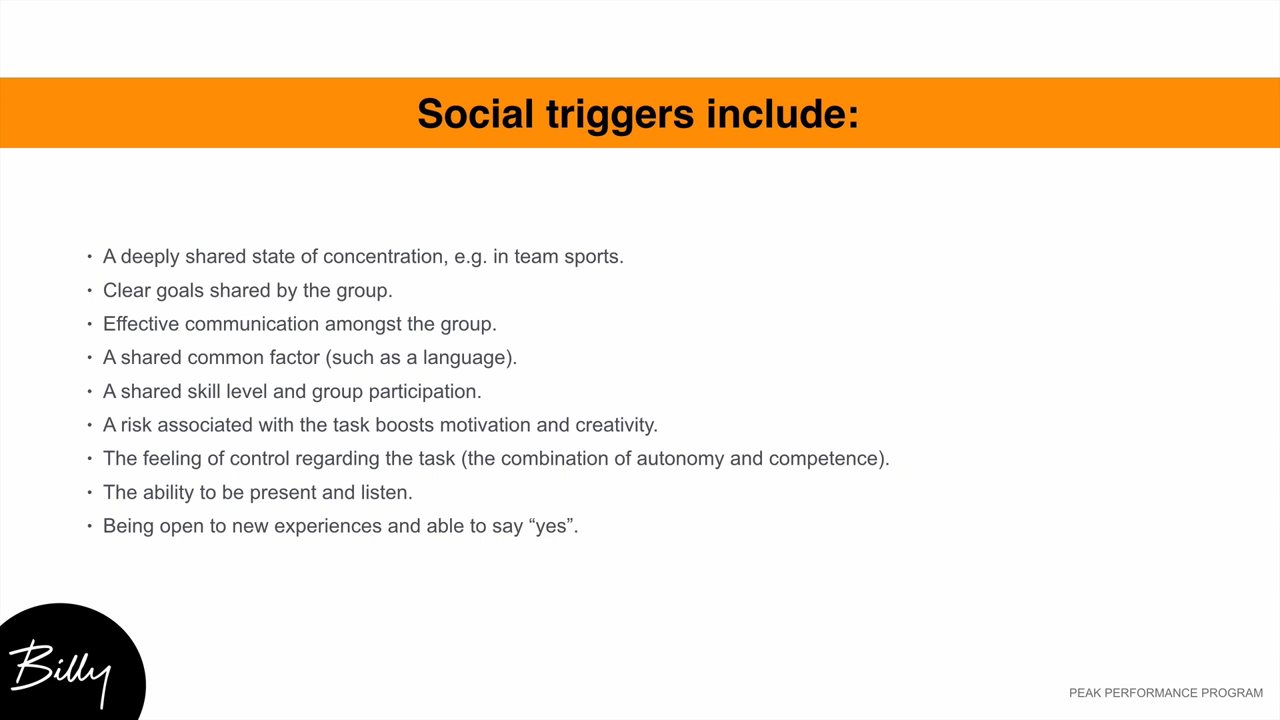 Social triggers include:
• A deeply shared state of concentration, e.g. in team sports.
• Clear goals shared by the group.
• Effective communication amongst the group.
• A shared common factor (such as a language).
• A shared skill level and group participation.
• A risk associated with the task boosts motivation and creativity.
• The feeling of control regarding the task (the combination of autonomy and competence).
• The ability to be present and listen.
• Being open to new experiences and able to say “yes”.
Billy
PEAK PERFORMANCE PROGRAM